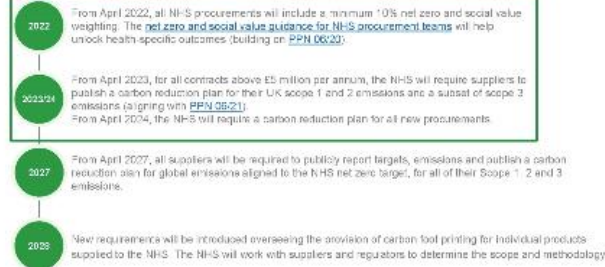 2022
From April 2022, all NHS procurements will include a minimum 10% net zero and social value
weighting. The net zero and social value guidance for NHS procurement teams will help
unlock health-specific outcomes (building on PPN 06/20).
2023/24
From April 2023, for all contracts above £5 million per annum, the NHS will require suppliers to
publish a carbon reduction plan for their UK scope 1 and 2 emissions and a subset of scope 3
emissions (aligning with PPN 06/21).
From April 2024, the NHS will require a carbon reduction plan for all new procurements.
2027
From April 2027, all suppliers will be required to publicly report targets, emissions and publish a carbon
reduction plan for global emissions aligned to the NHS net zero target, for all of their Scope 1, 2 and 3
emissions.
2028
New requirements will be introduced overseeing the provision of carbon foot printing for individual products
supplied to the NHS. The NHS will work with suppliers and regulators to determine the scope and methodology